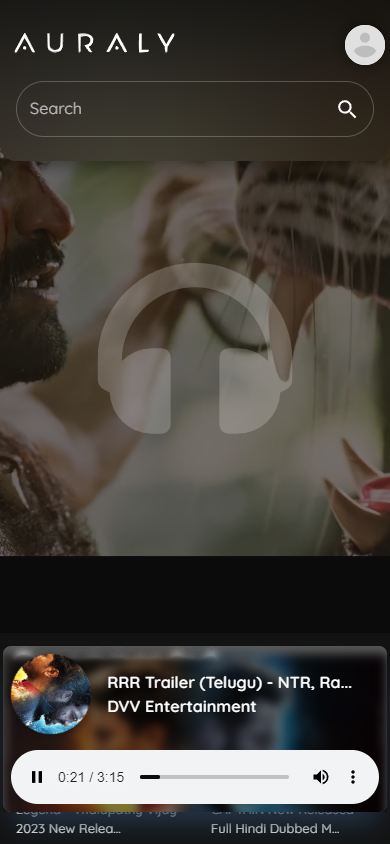 AURALY
Search
RRR Trailer (Telugu) - NTR, Ra...
DVV Entertainment
0:21 / 3:15
2023 New Relea...
Full Hindi Dubbed M...